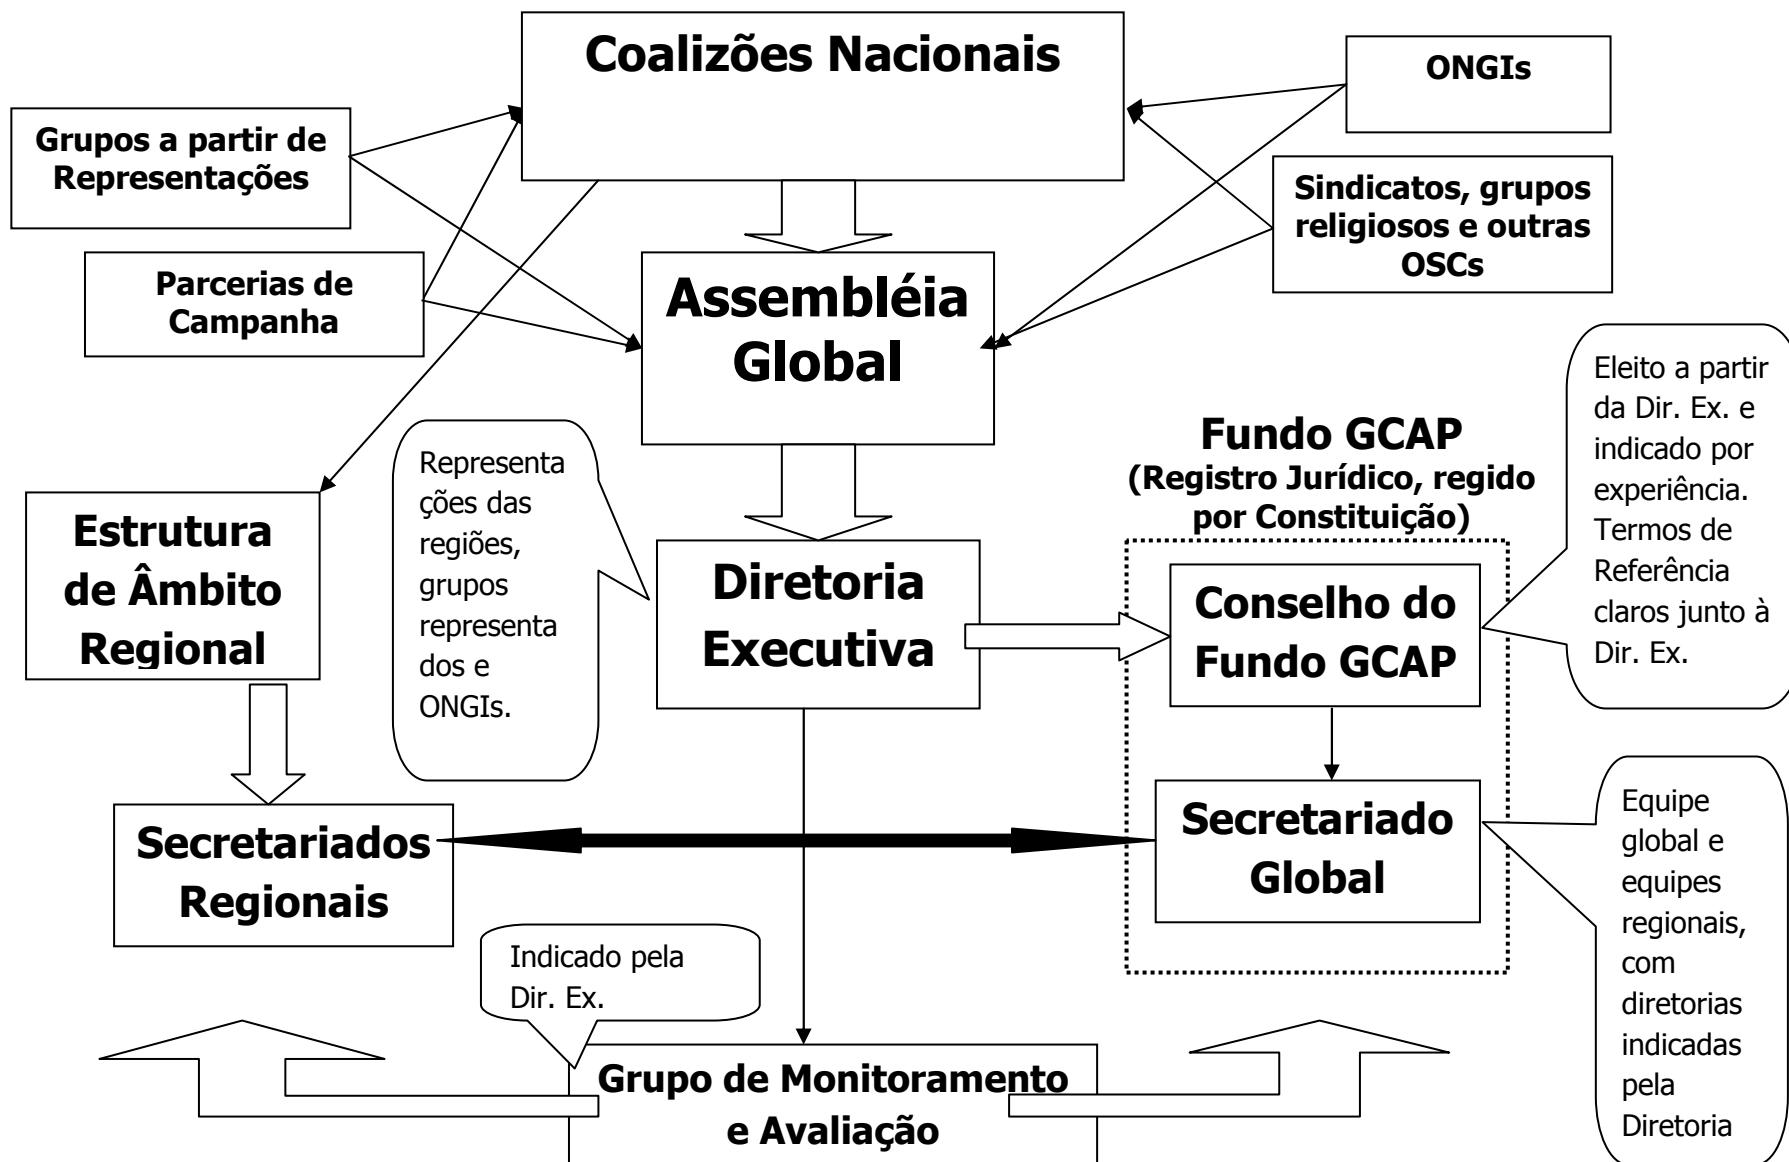 Coalizões Nacionais
ONGIs
Grupos a partir de
Representações
Sindicatos, grupos
religiosos e outras
OSCs
Parcerias de
Campanha
Assembléia
Global
Eleito a partir
da Dir. Ex. e
indicado por
experiência.
Termos de
Referência
claros junto à
Dir. Ex.
Fundo GCAP
(Registro Jurídico, regido
por Constituição)
Representa
ções das
regiões,
grupos
representa
dos e
ONGIs.
Estrutura
de Âmbito
Regional
Diretoria
Executiva
Conselho do
Fundo GCAP
Secretariados
Regionais
Secretariado
Global
Equipe
global e
equipes
regionais,
com
diretorias
indicadas
pela
Diretoria
Indicado pela
Dir. Ex.
Grupo de Monitoramento
e Avaliação